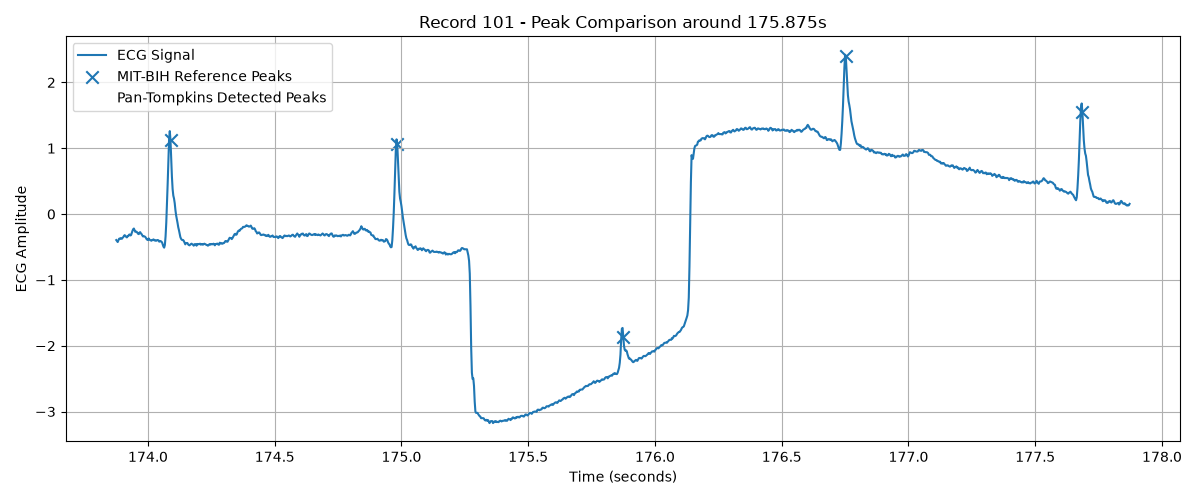 Record 101 - Peak Comparison around 175.875s
ECG Signal
MIT-BIH Reference Peaks
Pan-Tompkins Detected Peaks
ECG Amplitude
2
1
0
−1
−2
−3
174.0 174.5 175.0 175.5 176.0 176.5 177.0 177.5 178.0
Time (seconds)